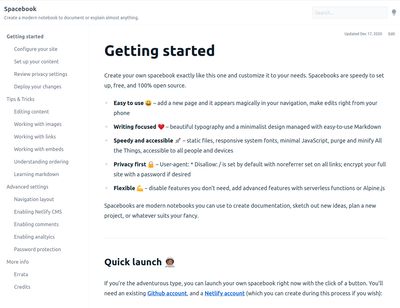 Spacebook
Create a modern notebook to document or explain almost anything.
Search...
Getting started
Configure your site
Set up your content
Review privacy settings
Deploy your changes
Tips & Tricks
Editing content
Working with images
Working with links
Working with embeds
Understanding ordering
Learning markdown
Advanced settings
Navigation layout
Enabling Netlify CMS
Enabling comments
Enabling analtyics
Password protection
More info
Errata
Credits
Updated Dec 17, 2020 Edit
Getting started
Create your own spacebook exactly like this one and customize it to your needs. Spacebooks are speedy to set
up, free, and 100% open source.
Easy to use 😀 – add a new page and it appears magically in your navigation, make edits right from your
phone
Writing focused ❤️ – beautiful typography and a minimalist design managed with easy-to-use Markdown
Speedy and accessible 🚀 – static files, responsive system fonts, minimal JavaScript, purge and minify All
the Things, accessible to all people and devices
Privacy first 🔒 – User-agent: * Disallow: / is set by default with noreferrer set on all links; encrypt your full
site with a password if desired
Flexible 💪 – disable features you don't need, add advanced features with serverless functions or Alpine.js
Spacebooks are modern notebooks you can use to create documentation, sketch out new ideas, plan a new
project, or whatever suits your fancy.
Quick launch 👩🏽‍🚀
If you're the adventurous type, you can launch your own spacebook right now with the click of a button. You'll
need an existing Github account, and a Netlify account (which you can create during this process if you wish):